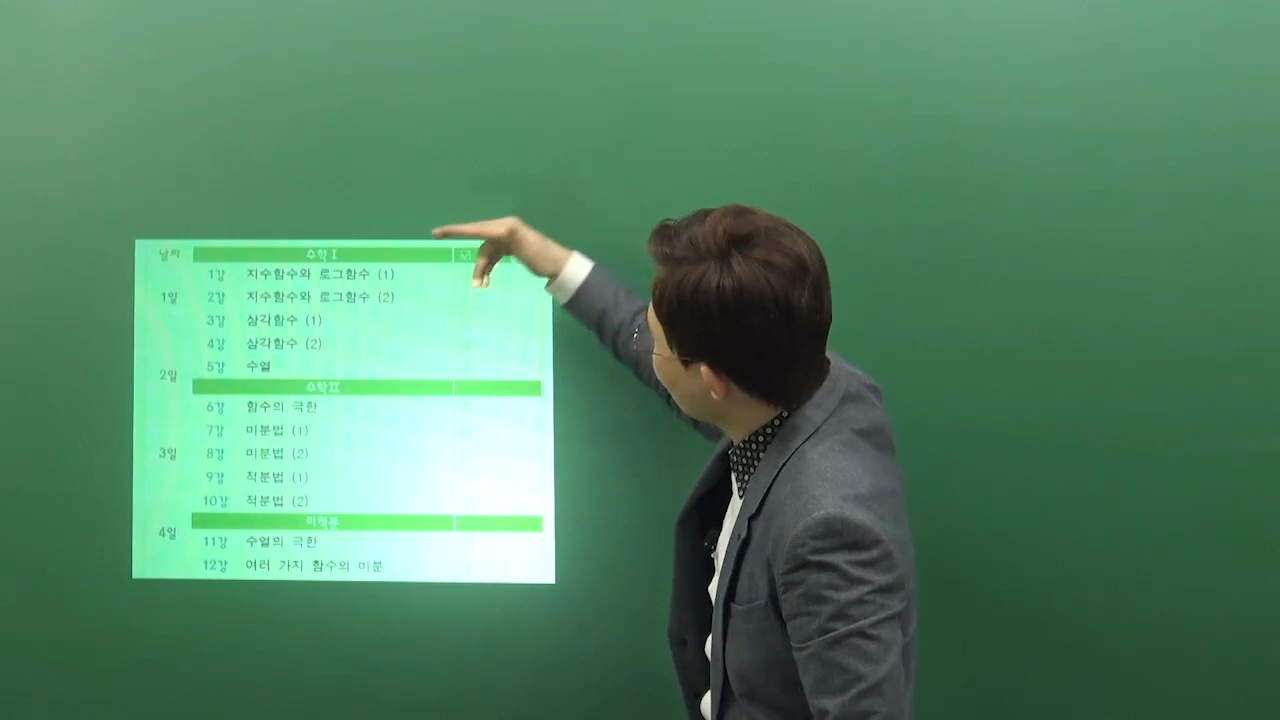 날짜 수학 I
1강 지수함수와 로그함수 (1)
1일 2강 지수함수와 로그함수 (2)
3강 삼각함수 (1)
4강 삼각함수 (2)
2일 5강 수열
수학 II
6강 함수의 극한
7강 미분법 (1)
3일 8강 미분법 (2)
9강 적분법 (1)
10강 적분법 (2)
4일 미적분
11강 수열의 극한
12강 여러 가지 함수의 미분